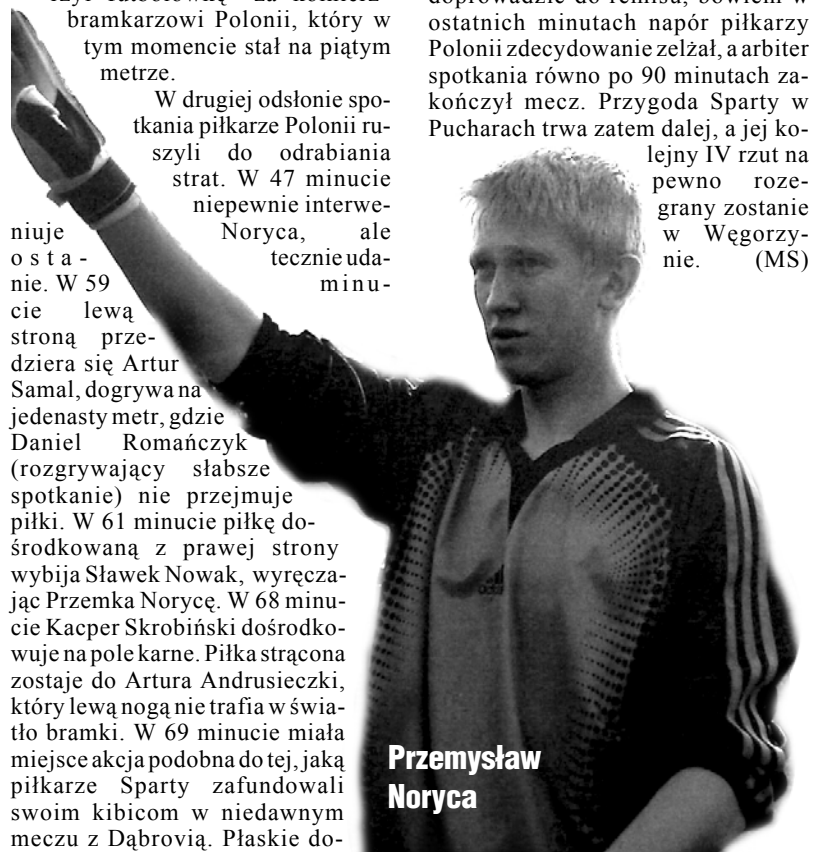 futbolówkę za kołnierz
bramkarzowi Polonii, który w
tym momencie stał na piątym
metrze.
W drugiej odsłonie spo-
tkania piłkarze Polonii ru-
szyli do odrabiania
strat. W 47 minucie
niepewnie interwe-
niuje Noryca, ale
osta- tecznie uda-
nie. W 59 minu-
cie lewą
stroną prze-
dziera się Artur
Samal, dogrywa na
jedenasty metr, gdzie
Daniel Romańczyk
(rozgrywający słabsze
spotkanie) nie przejmuje
piłki. W 61 minucie piłkę do-
środkowaną z prawej strony
wybija Sławek Nowak, wyręcza-
jąc Przemka Norycę. W 68 minu-
cie Kacper Skrobiński dośrodko-
wuje na pole karne. Piłka strącona
zostaje do Artura Andrusieczki,
który lewą nogą nie trafia w świa-
tło bramki. W 69 minucie miała
miejsce akcja podobna do tej, jaką
piłkarze Sparty zafundowali
swoim kibicom w niedawnym
meczu z Dąbrovią. Płaskie do-
doprowadzić do remisu, bowiem w
ostatnich minutach napór piłkarzy
Polonii zdecydowanie zelżał, a arbiter
spotkania równo po 90 minutach za-
kończył mecz. Przygoda Sparty w
Pucharach trwa zatem dalej, a jej ko-
lejny IV rzut na
pewno roze-
grany zostanie
w Węgorzy-
nie. (MS)
Przemysław
Noryca